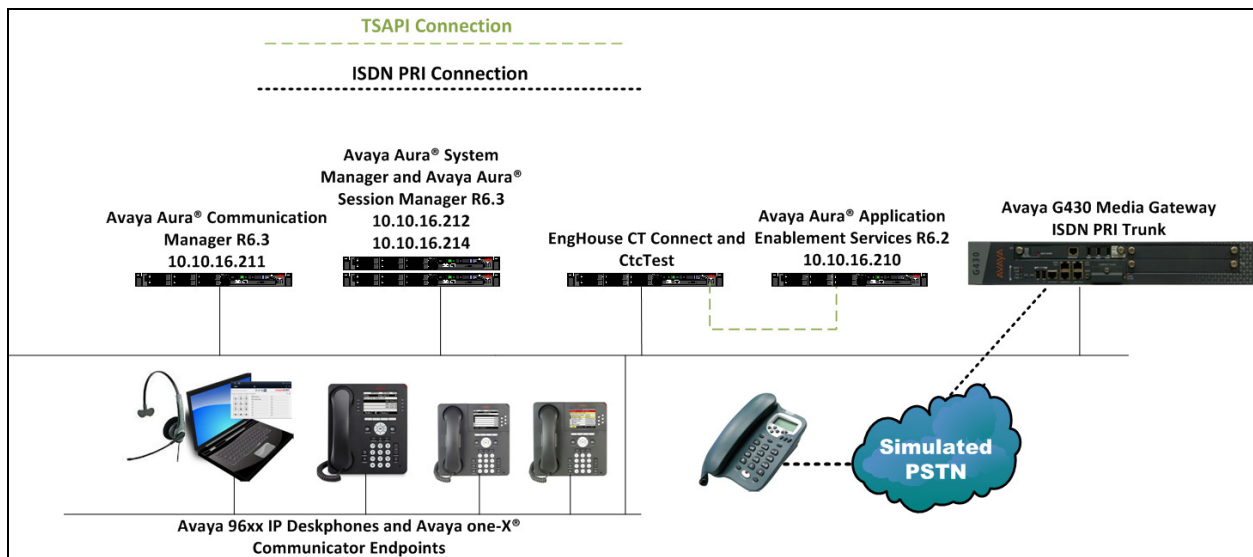 TSAPI Connection
ISDN PRI Connection
Avaya Aura® Communication
Manager R6.3
10.10.16.211
Avaya Aura® System
Manager and Avaya Aura®
Session Manager R6.3
10.10.16.212
10.10.16.214
EngHouse CT Connect and
CtcTest
Avaya Aura® Application
Enablement Services R6.2
10.10.16.210
Avaya G430 Media Gateway
ISDN PRI Trunk
G430
AVAYA
Simulated
PSTN
Avaya 96xx IP Deskphones and Avaya one-X®
Communicator Endpoints